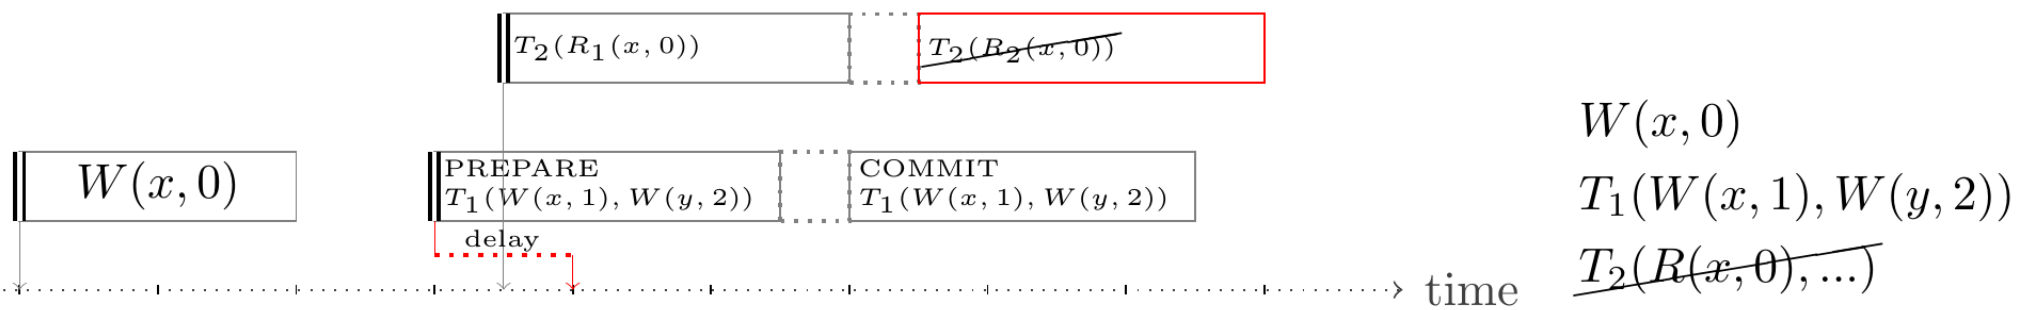 T₂(R₁(x, 0))
T₂(R₂(x, 0))
W(x, 0)
PREPARE
T₁(W(x, 1), W(y, 2))
COMMIT
T₁(W(x, 1), W(y, 2))
delay
time
W(x, 0)
T₁(W(x, 1), W(y, 2))
T₂(R(x, 0), ...)